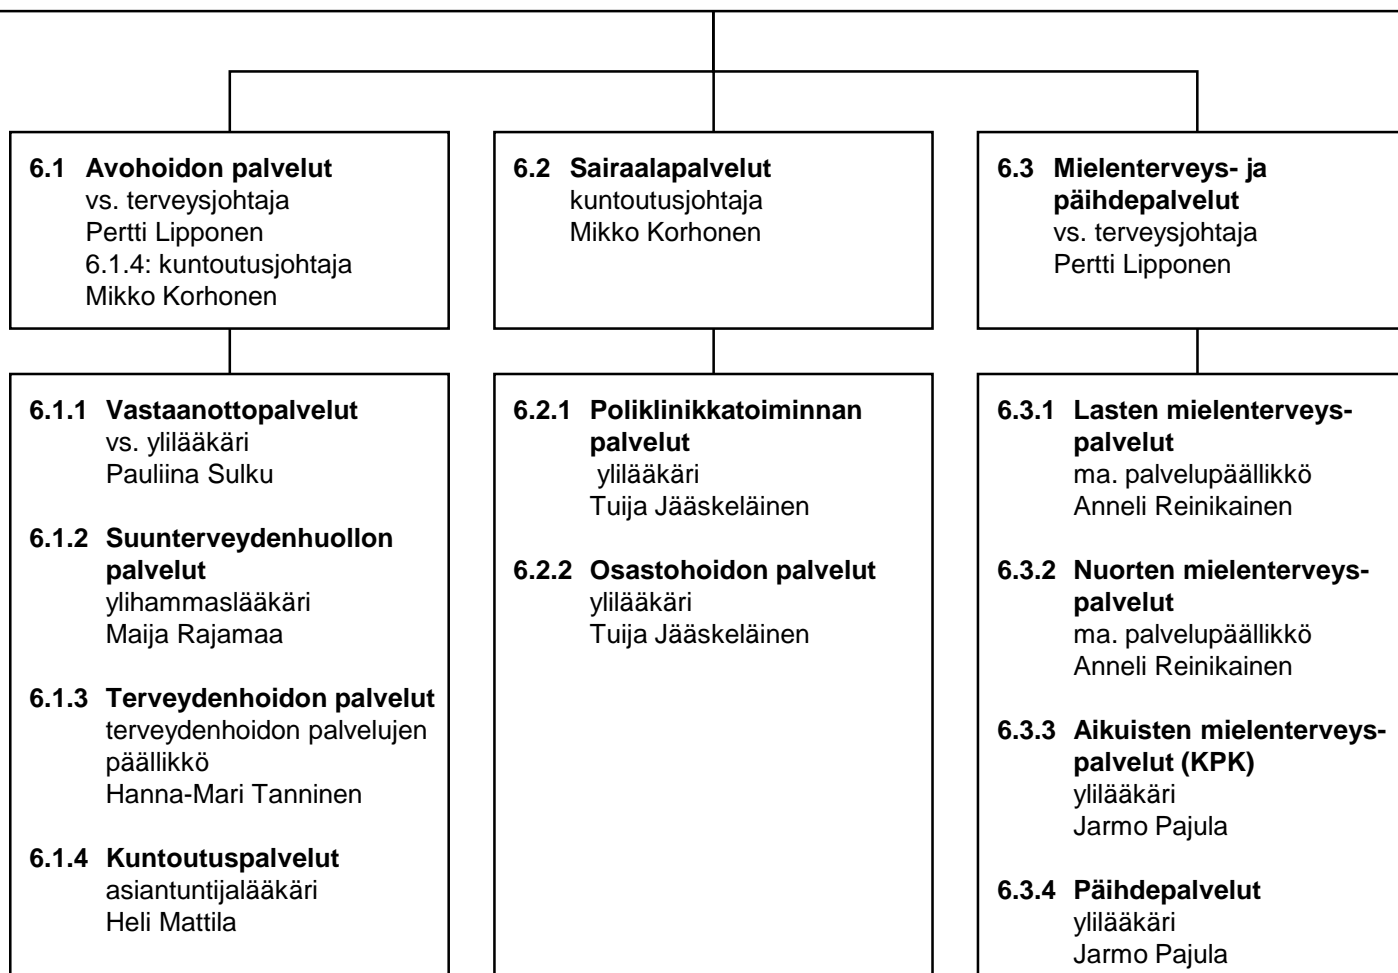 6.1 Avohoidon palvelut
vs. terveysjohtaja
Pertti Lipponen
6.1.4: kuntoutusjohtaja
Mikko Korhonen
6.2 Sairaalapalvelut
kuntoutusjohtaja
Mikko Korhonen
6.3 Mielenterveys- ja
päihdepalvelut
vs. terveysjohtaja
Pertti Lipponen
6.1.1 Vastaanottopalvelut
vs. ylilääkäri
Pauliina Sulku
6.1.2 Suunterveydenhuollon
palvelut
ylihammaslääkäri
Maija Rajamaa
6.1.3 Terveydenhoidon palvelut
terveydenhoidon palvelujen
päällikkö
Hanna-Mari Tanninen
6.1.4 Kuntoutuspalvelut
asiantuntijalääkäri
Heli Mattila
6.2.1 Poliklinikkatoiminnan
palvelut
ylilääkäri
Tuija Jääskeläinen
6.2.2 Osastohoidon palvelut
ylilääkäri
Tuija Jääskeläinen
6.3.1 Lasten mielenterveys-
palvelut
ma. palvelupäällikkö
Anneli Reinikainen
6.3.2 Nuorten mielenterveys-
palvelut
ma. palvelupäällikkö
Anneli Reinikainen
6.3.3 Aikuisten mielenterveys-
palvelut (KPK)
ylilääkäri
Jarmo Pajula
6.3.4 Päihdepalvelut
ylilääkäri
Jarmo Pajula